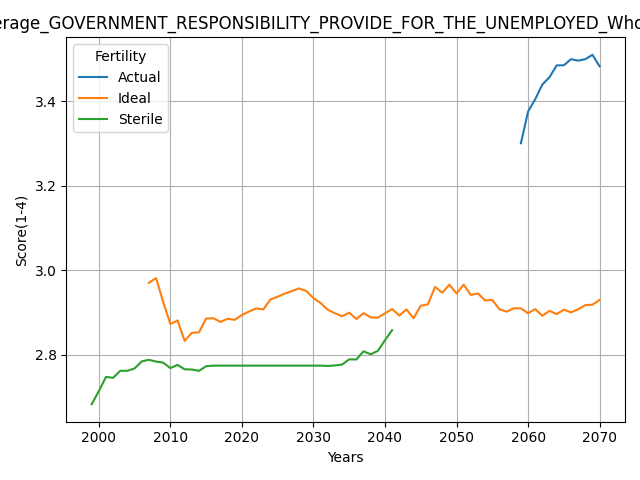 erage_GOVERNMENT_RESPONSIBILITY_PROVIDE_FOR_THE_UNEMPLOYED_Who
Fertility
Actual
Ideal
Sterile
3.4
3.2
3.0
2.8
Score(1-4)
2000 2010 2020 2030 2040 2050 2060 2070
Years